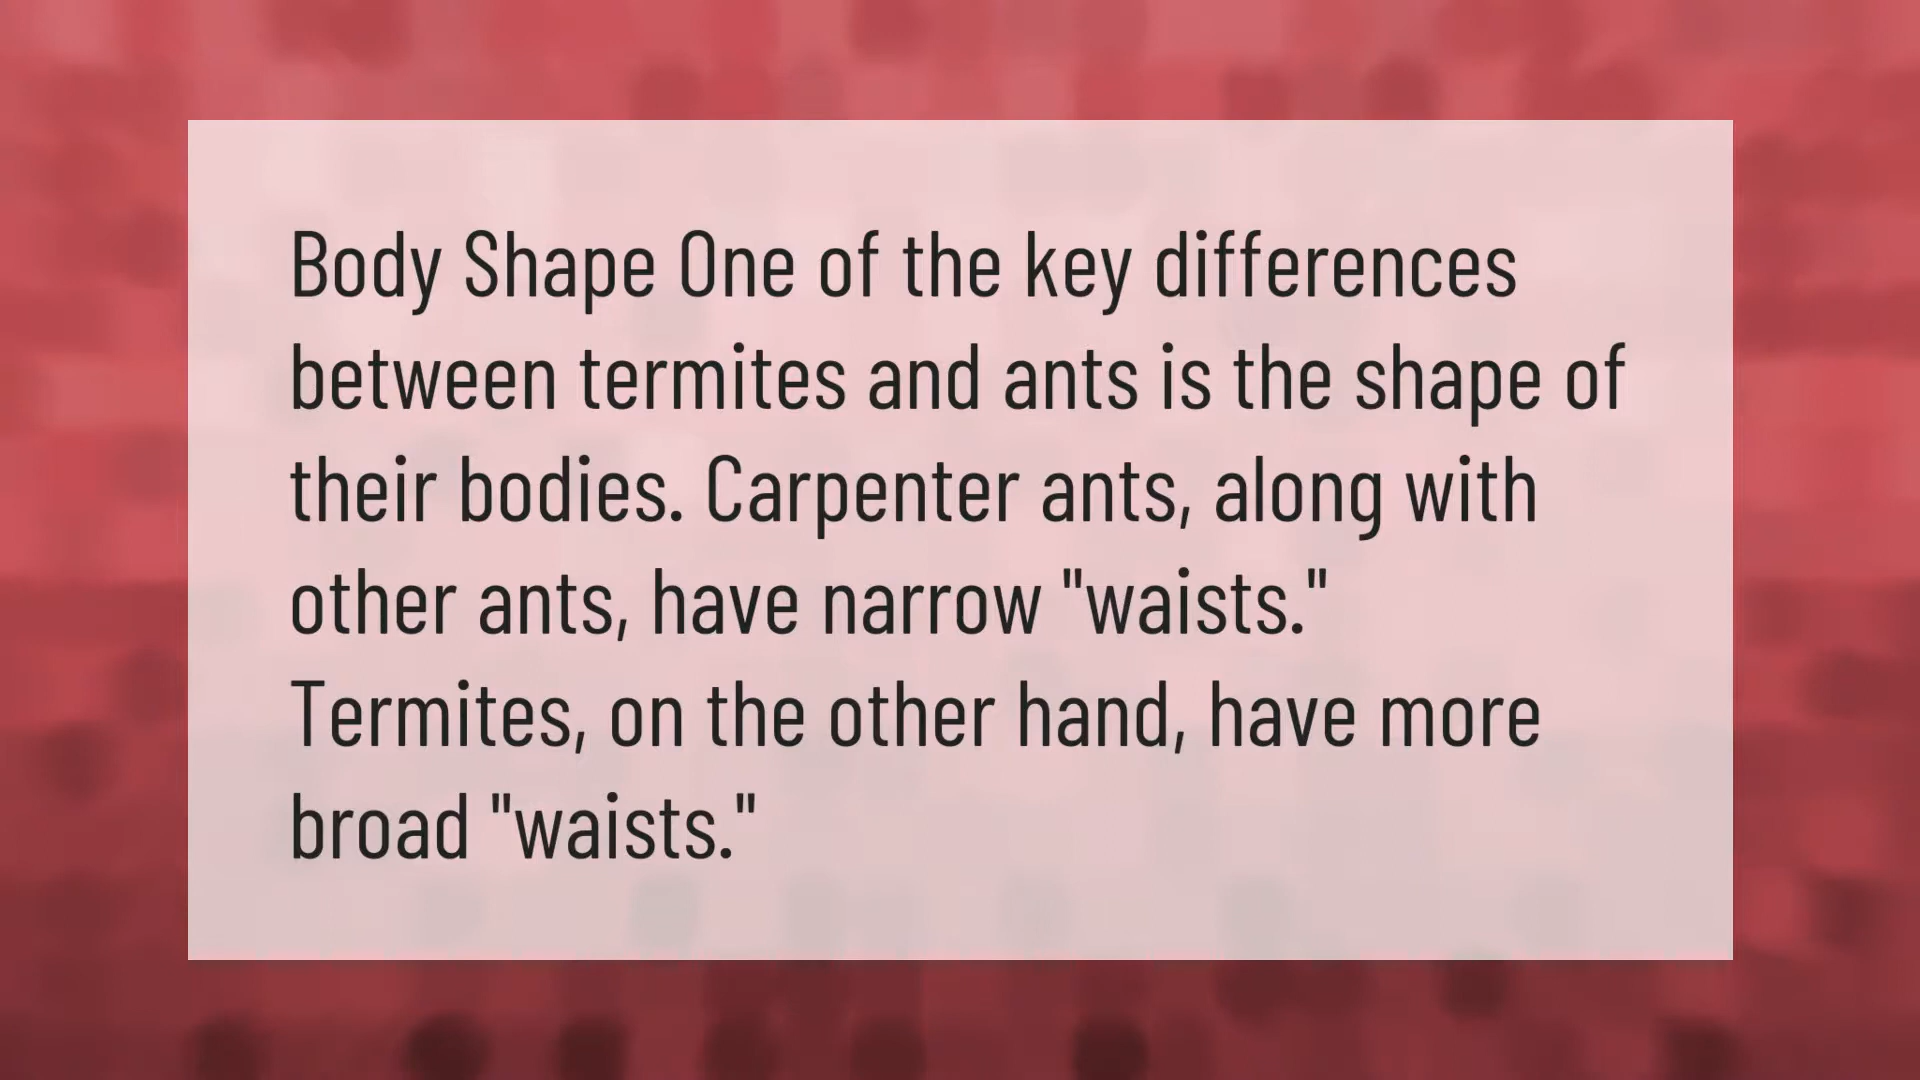 Body Shape One of the key differences
between termites and ants is the shape of
their bodies. Carpenter ants, along with
other ants, have narrow "waists."
Termites, on the other hand, have more
broad "waists."